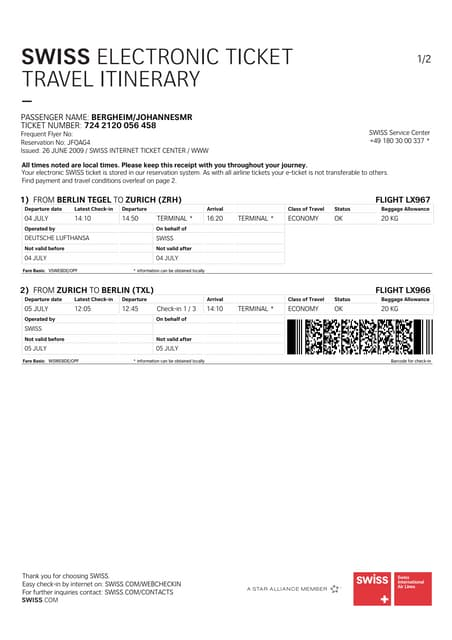 SWISS ELECTRONIC TICKET
TRAVEL ITINERARY
1/2
PASSENGER NAME: BERGHEIM/JOHANNESMR
TICKET NUMBER: 724 2120 056 458
Frequent Flyer No:
Reservation No: JFQAG4
Issued: 26 JUNE 2009 / SWISS INTERNET TICKET CENTER / WWW
SWISS Service Center
+49 180 30 00 337 *
All times noted are local times. Please keep this receipt with you throughout your journey.
Your electronic SWISS ticket is stored in our reservation system. As with all airline tickets your e-ticket is not transferable to others.
Find payment and travel conditions overleaf on page 2.
1) FROM BERLIN TEGEL TO ZURICH (ZRH) FLIGHT LX967
Departure date Latest Check-in Departure Arrival Class of Travel Status Baggage Allowance
04 JULY 14:10 14:50 TERMINAL * 16:20 TERMINAL * ECONOMY OK 20 KG
Operated by On behalf of
DEUTSCHE LUFTHANSA SWISS
Not valid before Not valid after
04 JULY 04 JULY
Fare Basic: VSWE8DE/OPF * information can be obtained locally
2) FROM ZURICH TO BERLIN (TXL) FLIGHT LX966
Departure date Latest Check-in Departure Arrival Class of Travel Status Baggage Allowance
05 JULY 12:05 12:45 Check-in 1 / 3 14:10 TERMINAL * ECONOMY OK 20 KG
Operated by On behalf of
SWISS
Not valid before Not valid after
05 JULY 05 JULY
Fare Basic: WSWE8DE/OPF * information can be obtained locally Barcode for check-in
Thank you for choosing SWISS.
Easy check-in by internet on: SWISS.COM/WEBCHECKIN
For further inquiries contact: SWISS.COM/CONTACTS
SWISS.COM
A STAR ALLIANCE MEMBER
swiss
Swiss
International
Air Lines